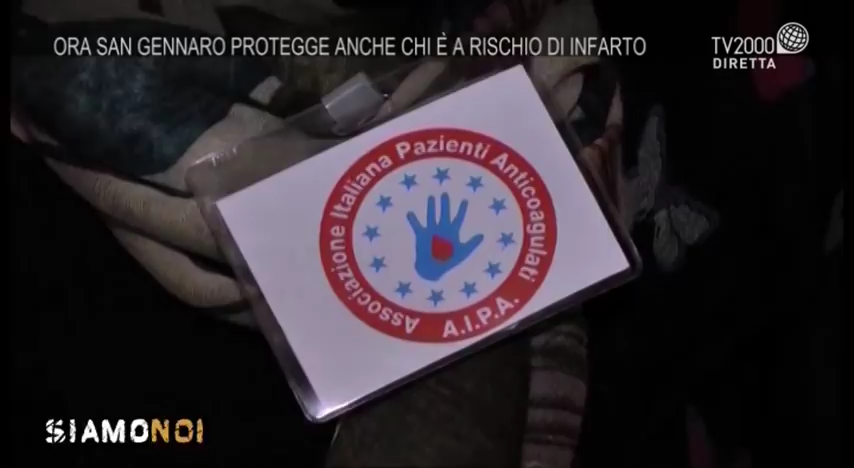 ORA SAN GENNARO PROTEGGE ANCHE CHI È A RISCHIO DI INFARTO
TV2000
DIRETTA
Associazione Italiana Pazienti Anticoagulati
A.I.P.A.
SIAMONOI